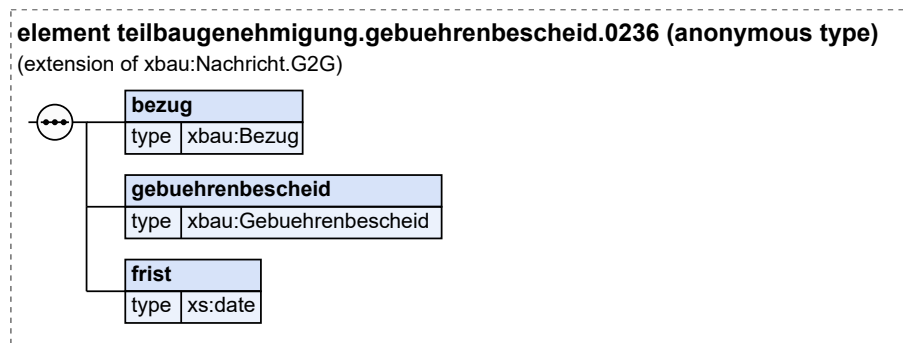 element teilbaugenehmigung.gebuehrenbescheid.0236 (anonymous type)
(extension of xbau:Nachricht.G2G)
bezug
type xbau:Bezug
gebuehrenbescheid
type xbau:Gebuehrenbescheid
frist
type xs:date